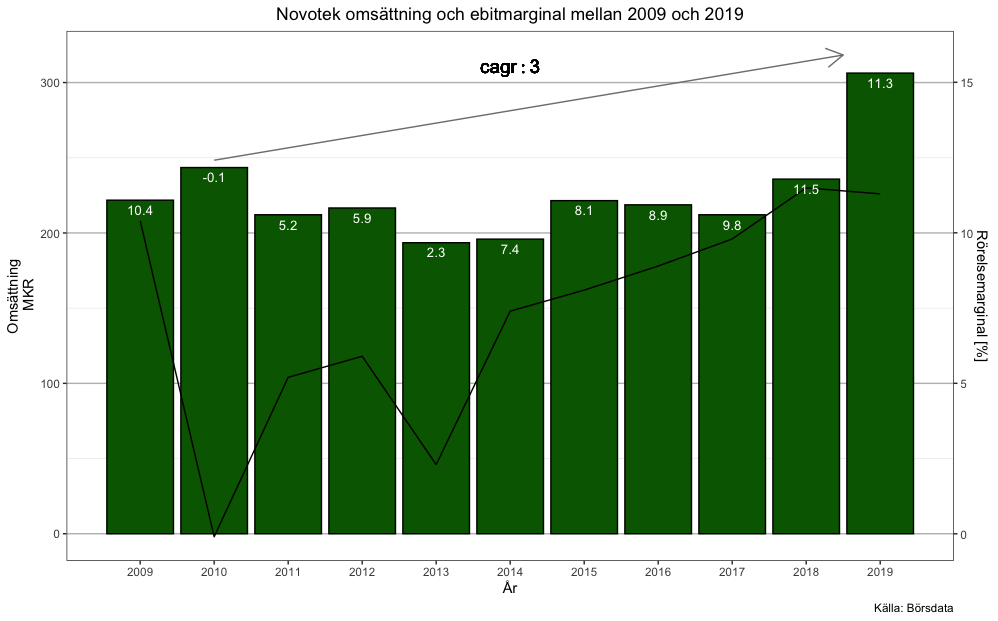 Novotek omsättning och ebitmarginal mellan 2009 och 2019
cagr : 3
300
200
100
0
Omsättning
MKR
10.4
-0.1
5.2
5.9
2.3
7.4
8.1
8.9
9.8
11.5
11.3
15
10
5
0
Rörelsemarginal [%]
2009 2010 2011 2012 2013 2014 2015 2016 2017 2018 2019
År
Källa: Börsdata